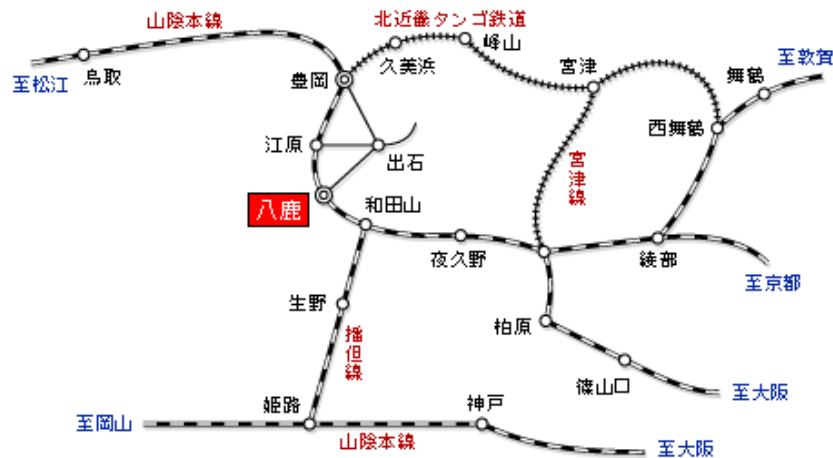 山陰本線
北近畿タンゴ鉄道
至松江
鳥取
豊岡
久美浜
峰山
宮津
舞鶴
至敦賀
西舞鶴
江原
出石
宮津線
八鹿
和田山
夜久野
綾部
至京都
生野
播但線
柏原
篠山口
至大阪
姫路
神戸
至岡山
山陰本線
至大阪